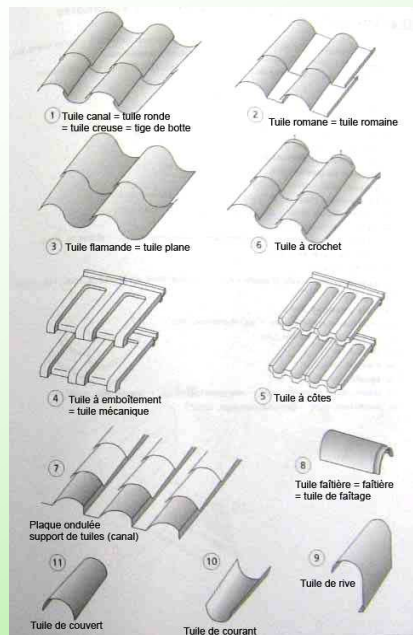 1 Tuile canal = tuile ronde
= tuile creuse = tige de botte
2 Tuile romane = tuile romaine
3 Tuile flamande = tuile plane
6 Tuile à crochet
4 Tuile à emboîtement
= tuile mécanique
5 Tuile à côtes
7
Plaque ondulée
support de tuiles (canal)
8
Tuile faîtière = faîtière
= tuile de faîtage
11
Tuile de couvert
10
Tuile de courant
9
Tuile de rive